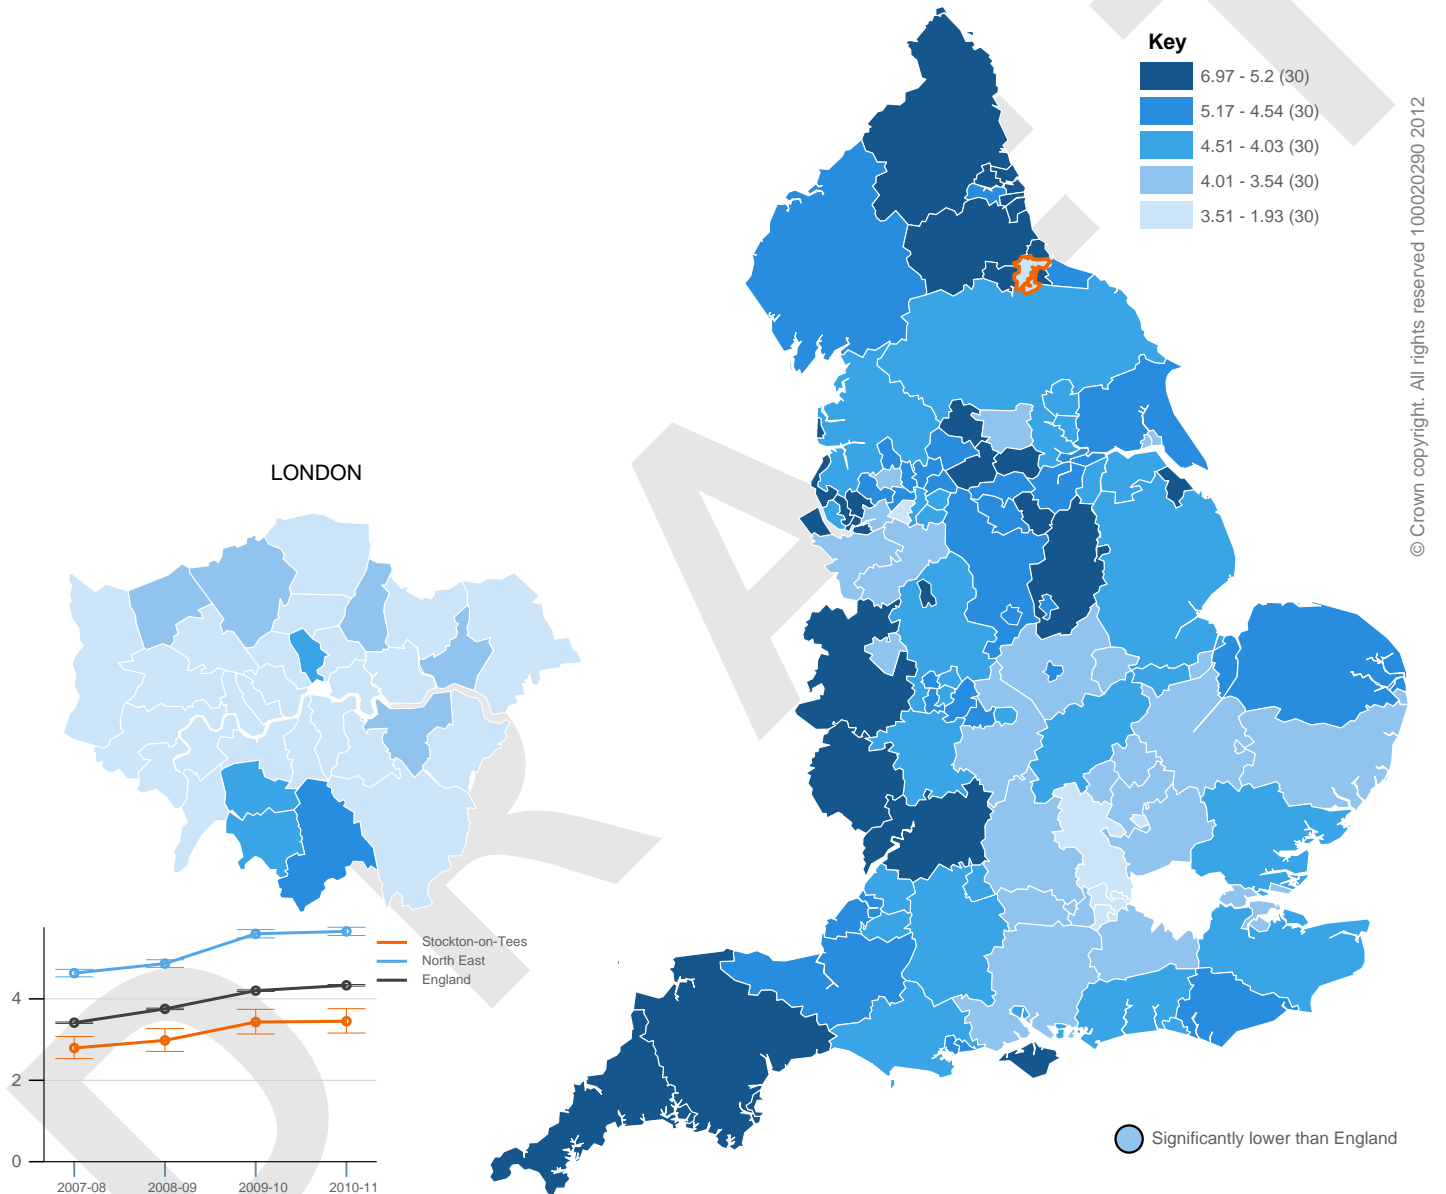 Key
6.97 - 5.2 (30)
5.17 - 4.54 (30)
4.51 - 4.03 (30)
4.01 - 3.54 (30)
3.51 - 1.93 (30)
© Crown copyright. All rights reserved 100020290 2012
LONDON
Stockton-on-Tees
North East
England
4
2
0
2007-08
2008-09
2009-10
2010-11
Significantly lower than England
DRAFT